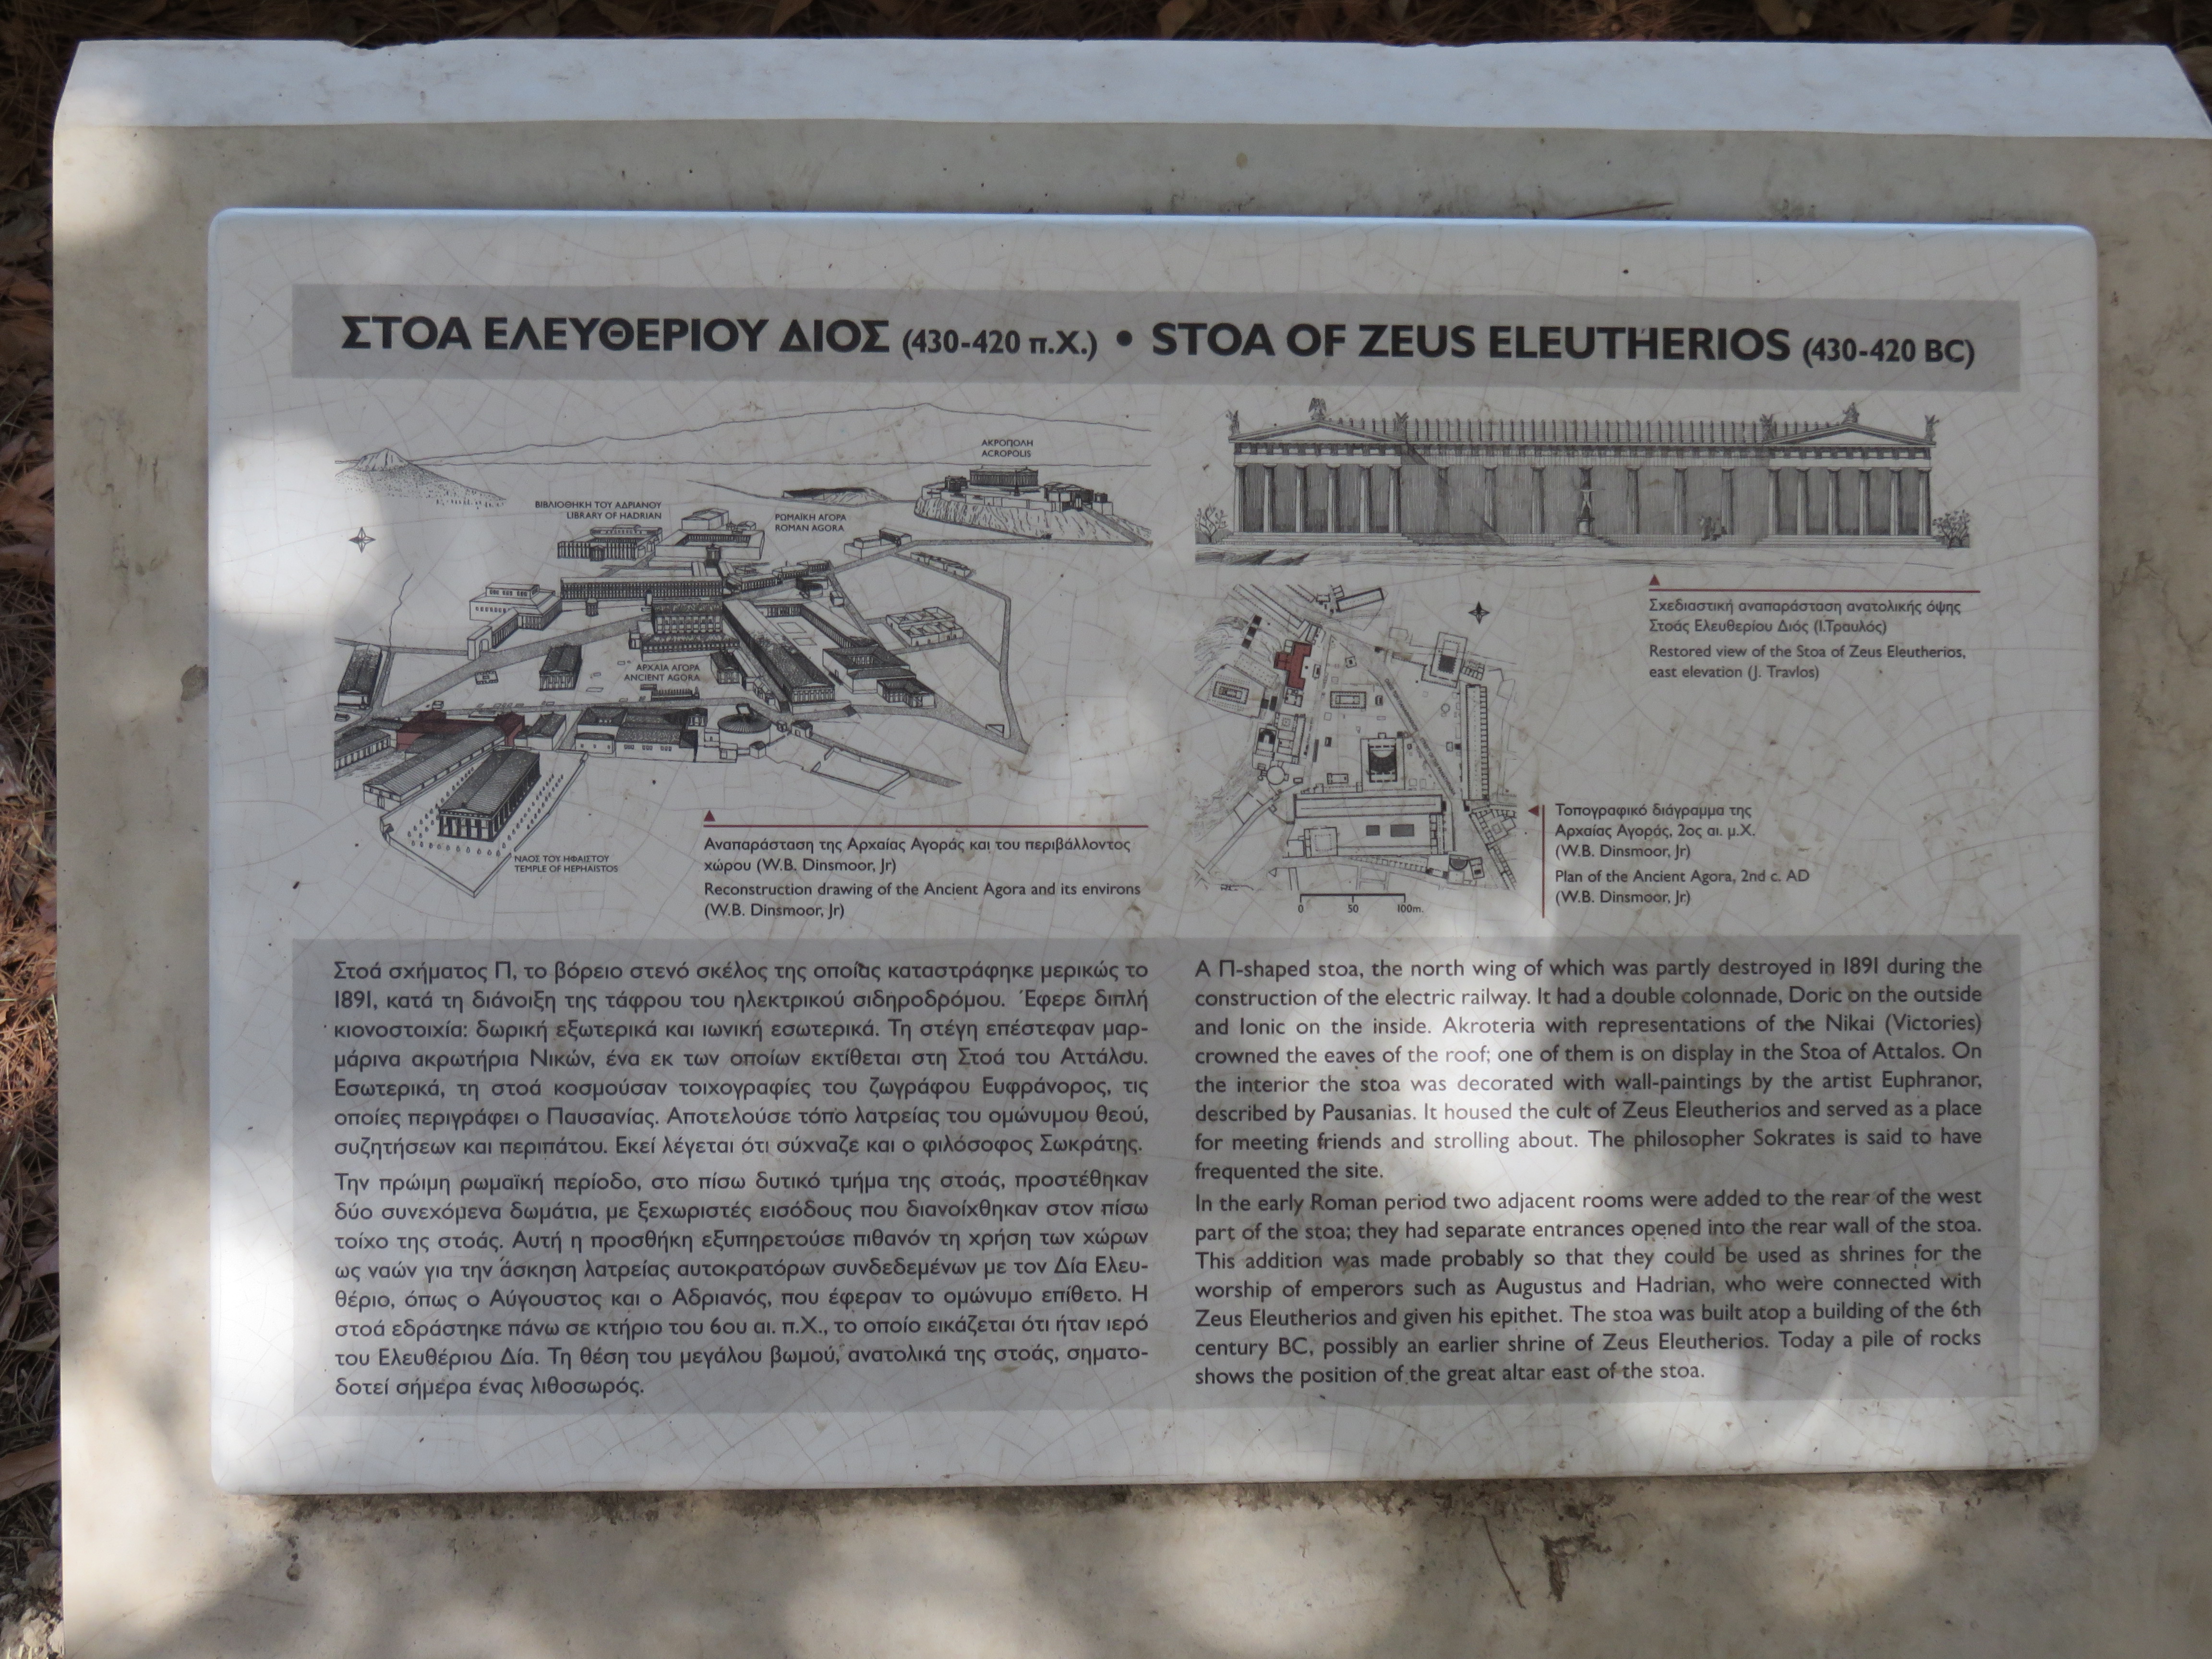 ΣΤΟΑ ΕΛΕΥΘΕΡΙΟΥ ΔΙΟΣ (430-420 π.Χ.) • STOA OF ZEUS ELEUTHERIOS (430-420 BC)
ΑΚΡΟΠΟΛΗ
ACROPOLIS
ΒΙΒΛΙΟΘΗΚΗ ΤΟΥ ΑΔΡΙΑΝΟΥ
LIBRARY OF HADRIAN
ΡΩΜΑΪΚΗ ΑΓΟΡΑ
ROMAN AGORA
ΑΡΧΑΙΑ ΑΓΟΡΑ
ANCIENT AGORA
ΝΑΟΣ ΤΟΥ ΗΦΑΙΣΤΟΥ
TEMPLE OF HEPHAISTOS
Αναπαράσταση της Αρχαίας Αγοράς και του περιβάλλοντος
χώρου (W.B. Dinsmoor, Jr)
Reconstruction drawing of the Ancient Agora and its environs
(W.B. Dinsmoor, Jr)
Σχεδιαστική αναπαράσταση ανατολικής όψης
Στοάς Ελευθερίου Διός (Ι.Τραυλός)
Restored view of the Stoa of Zeus Eleutherios,
east elevation (J. Travlos)
Τοπογραφικό διάγραμμα της
Αρχαίας Αγοράς, 2ος αι. μ.Χ.
(W.B. Dinsmoor, Jr)
Plan of the Ancient Agora, 2nd c. AD
(W.B. Dinsmoor, Jr)
0 50 100m.
Στοά σχήματος Π, το βόρειο στενό σκέλος της οποίας καταστράφηκε μερικώς το
1891, κατά τη διάνοιξη της τάφρου του ηλεκτρικού σιδηροδρόμου. Έφερε διπλή
κιονοστοιχία: δωρική εξωτερικά και ιωνική εσωτερικά. Τη στέγη επέστεφαν μαρ-
μάρινα ακρωτήρια Νικών, ένα εκ των οποίων εκτίθεται στη Στοά του Αττάλου.
Εσωτερικά, τη στοά κοσμούσαν τοιχογραφίες του ζωγράφου Ευφράνορος, τις
οποίες περιγράφει ο Παυσανίας. Αποτελούσε τόπο λατρείας του ομώνυμου θεού,
συζητήσεων και περιπάτου. Εκεί λέγεται ότι σύχναζε και ο φιλόσοφος Σωκράτης.
Την πρώιμη ρωμαϊκή περίοδο, στο πίσω δυτικό τμήμα της στοάς, προστέθηκαν
δύο συνεχόμενα δωμάτια, με ξεχωριστές εισόδους που διανοίχθηκαν στον πίσω
τοίχο της στοάς. Αυτή η προσθήκη εξυπηρετούσε πιθανόν τη χρήση των χώρων
ως ναών για την άσκηση λατρείας αυτοκρατόρων συνδεδεμένων με τον Δία Ελευ-
θέριο, όπως ο Αύγουστος και ο Αδριανός, που έφεραν το ομώνυμο επίθετο. Η
στοά εδράστηκε πάνω σε κτήριο του 6ου αι. π.Χ., το οποίο εικάζεται ότι ήταν ιερό
του Ελευθέριου Δία. Τη θέση του μεγάλου βωμού, ανατολικά της στοάς, σηματο-
δοτεί σήμερα ένας λιθοσωρός.
A Π-shaped stoa, the north wing of which was partly destroyed in 1891 during the
construction of the electric railway. It had a double colonnade, Doric on the outside
and Ionic on the inside. Akroteria with representations of the Nikai (Victories)
crowned the eaves of the roof; one of them is on display in the Stoa of Attalos. On
the interior the stoa was decorated with wall-paintings by the artist Euphranor,
described by Pausanias. It housed the cult of Zeus Eleutherios and served as a place
for meeting friends and strolling about. The philosopher Sokrates is said to have
frequented the site.
In the early Roman period two adjacent rooms were added to the rear of the west
part of the stoa; they had separate entrances opened into the rear wall of the stoa.
This addition was made probably so that they could be used as shrines for the
worship of emperors such as Augustus and Hadrian, who were connected with
Zeus Eleutherios and given his epithet. The stoa was built atop a building of the 6th
century BC, possibly an earlier shrine of Zeus Eleutherios. Today a pile of rocks
shows the position of the great altar east of the stoa.